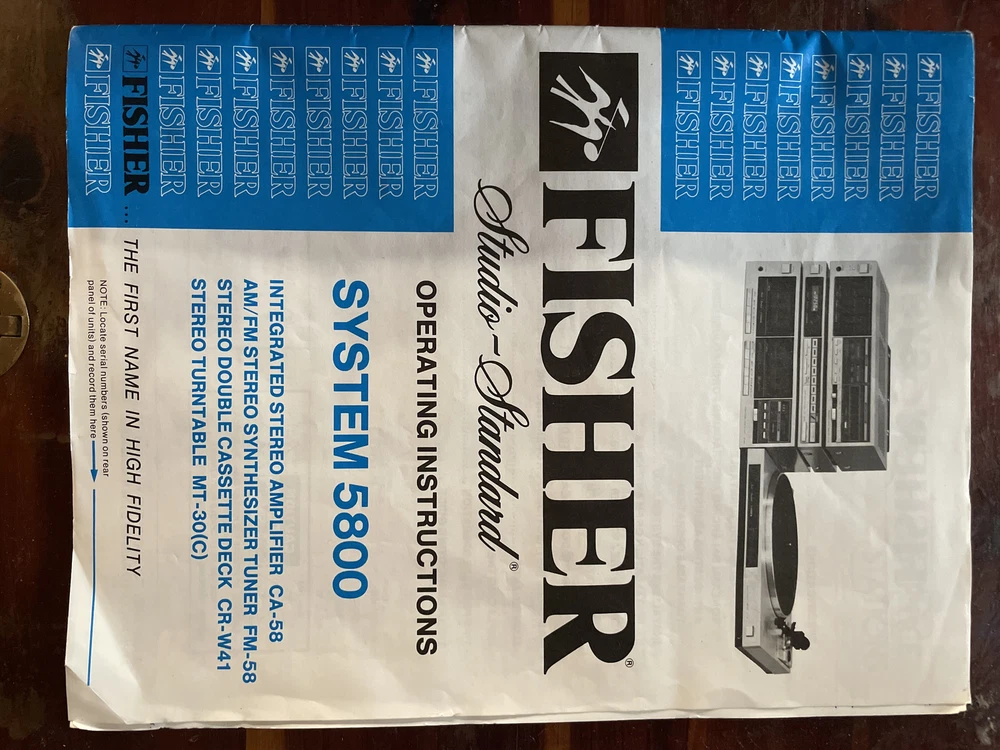 FISHER
FISHER
FISHER
FISHER
FISHER
FISHER
FISHER
FISHER
FISHER®
Studio-Standard®
FISHER
FISHER
FISHER
FISHER
FISHER
FISHER
FISHER
FISHER
OPERATING INSTRUCTIONS
SYSTEM 5800
INTEGRATED STEREO AMPLIFIER CA-58
AM/FM STEREO SYNTHESIZER TUNER FM-58
STEREO DOUBLE CASSETTE DECK CR-W41
STEREO TURNTABLE MT-30(C)
FISHER ... THE FIRST NAME IN HIGH FIDELITY
FISHER
NOTE: Locate serial numbers (shown on rear
panel of units) and record them here